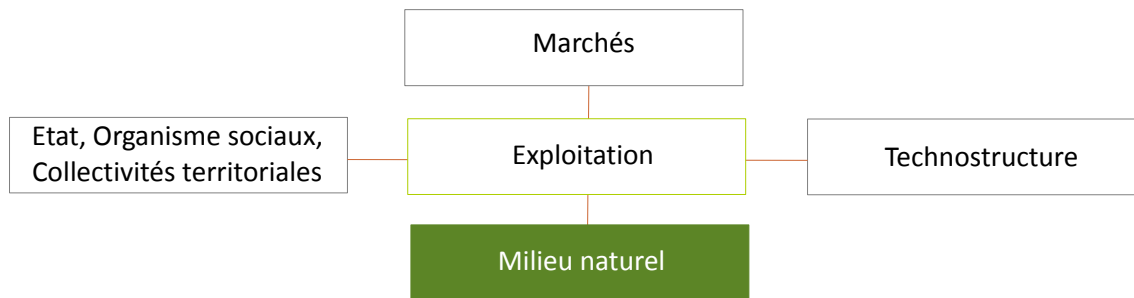 Marchés
Etat, Organisme sociaux,
Collectivités territoriales
Exploitation
Technostructure
Milieu naturel